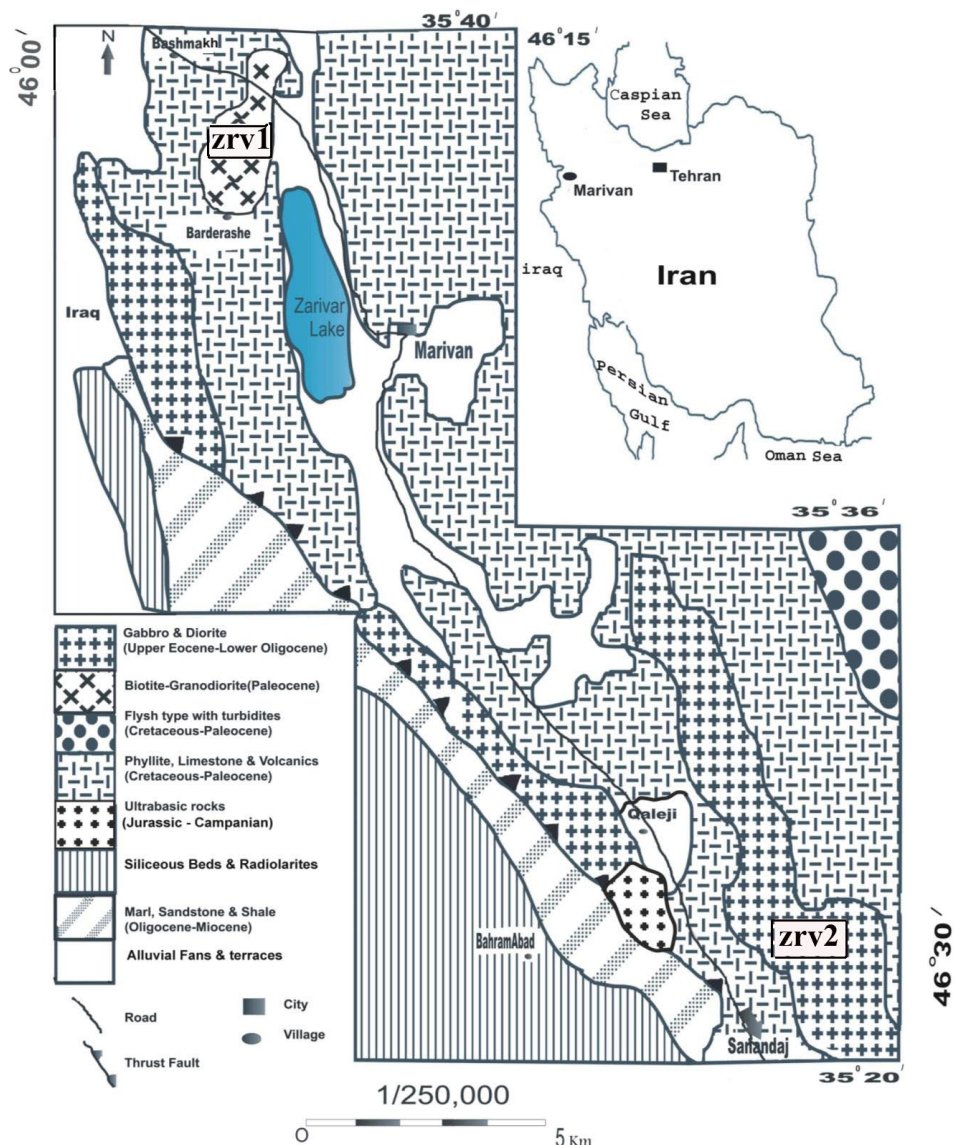 35°40′
46°15′
46°00′
N
Bashmakh
zrv1
Barderashe
Iraq
Zarivar
Lake
Marivan
Caspian
Sea
Marivan
Tehran
iraq
Iran
Persian
Gulf
Oman Sea
35°36′
Gabbro & Diorite
(Upper Eocene-Lower Oligocene)
Biotite-Granodiorite(Paleocene)
Flysh type with turbidites
(Cretaceous-Paleocene)
Phyllite, Limestone & Volcanics
(Cretaceous-Paleocene)
Ultrabasic rocks
(Jurassic - Campanian)
Siliceous Beds & Radiolarites
Marl, Sandstone & Shale
(Oligocene-Miocene)
Alluvial Fans & terraces
Road
City
Village
Thrust Fault
Qaleji
BahramAbad
zrv2
46°30′
Sanandaj
35°20′
1/250,000
O
5 Km